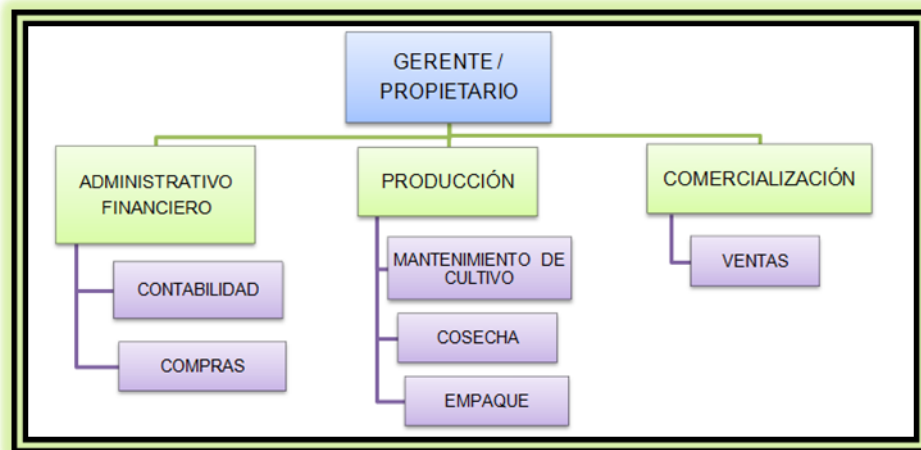 GERENTE /
PROPIETARIO
ADMINISTRATIVO
FINANCIERO
PRODUCCIÓN
COMERCIALIZACIÓN
CONTABILIDAD
COMPRAS
MANTENIMIENTO DE
CULTIVO
COSECHA
EMPAQUE
VENTAS